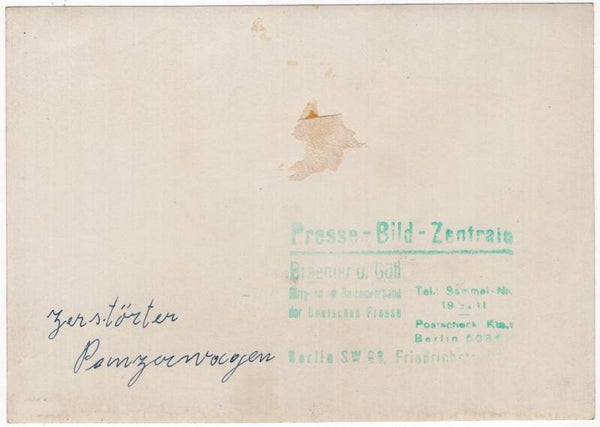 Presse-Bild-Zentrale
Braemer u. Güll
der Deutschen Presse
Tel.: Sammel-Nr.
Postscheck Kto.
Berlin
Berlin SW 68, Friedrichstr.
zerstörter
Panzerwagen